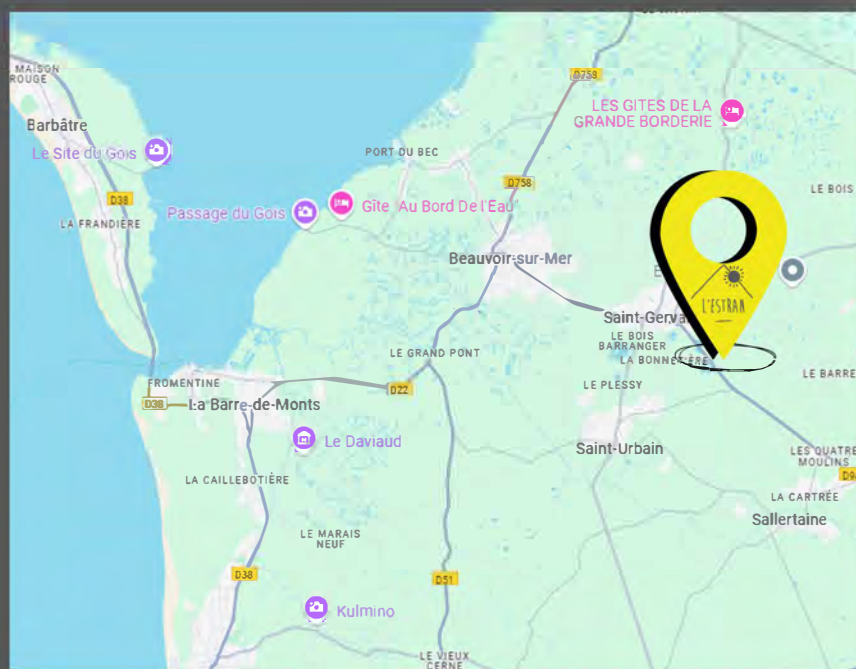 MAISON
ROUGE
Barbâtre
Le Site du Gois
D38
LA FRANDIÈRE
PORT DU BEC
D758
LES GITES DE LA
GRANDE BORDERIE
D758
LE BOIS
Passage du Gois
Gîte Au Bord De l'Eau
Beauvoir-sur-Mer
L'ESTRAN
Saint-Gerva
LE BOIS
BARRANGER
LA BONNETIÈRE
LE GRAND PONT
LE PLESSY
LE BARRE
FROMENTINE
D38
La Barre-de-Monts
D22
Le Daviaud
Saint-Urbain
LES QUATRE
MOULINS
LA CAILLEBOTIÈRE
LA CARTRÉE
Sallertaine
LE MARAIS
NEUF
D38
D51
Kulmino
LE VIEUX
CERNE